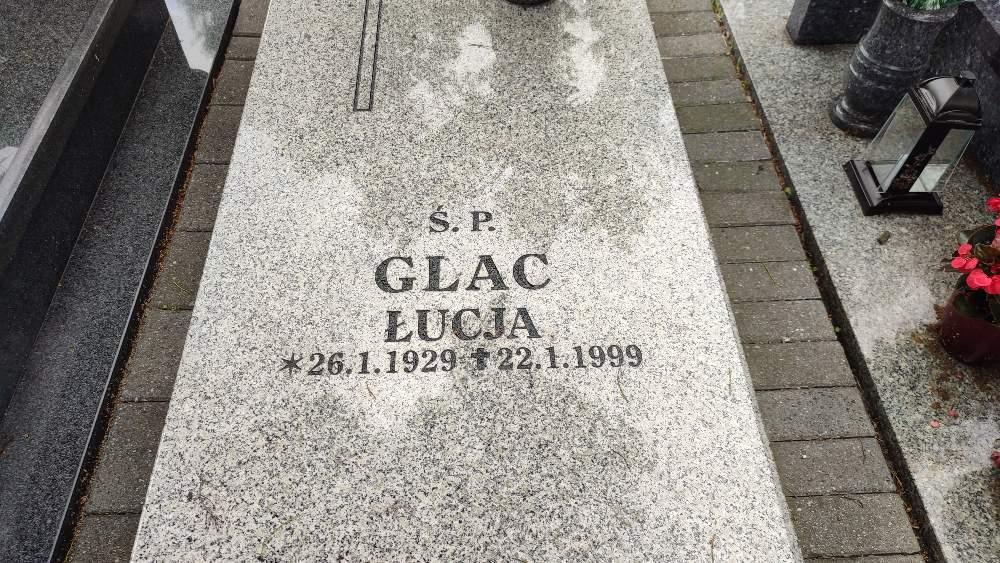 Ś. P.
GLAC
ŁUCJA
*26.1.1929 ✝ 22.1.1999